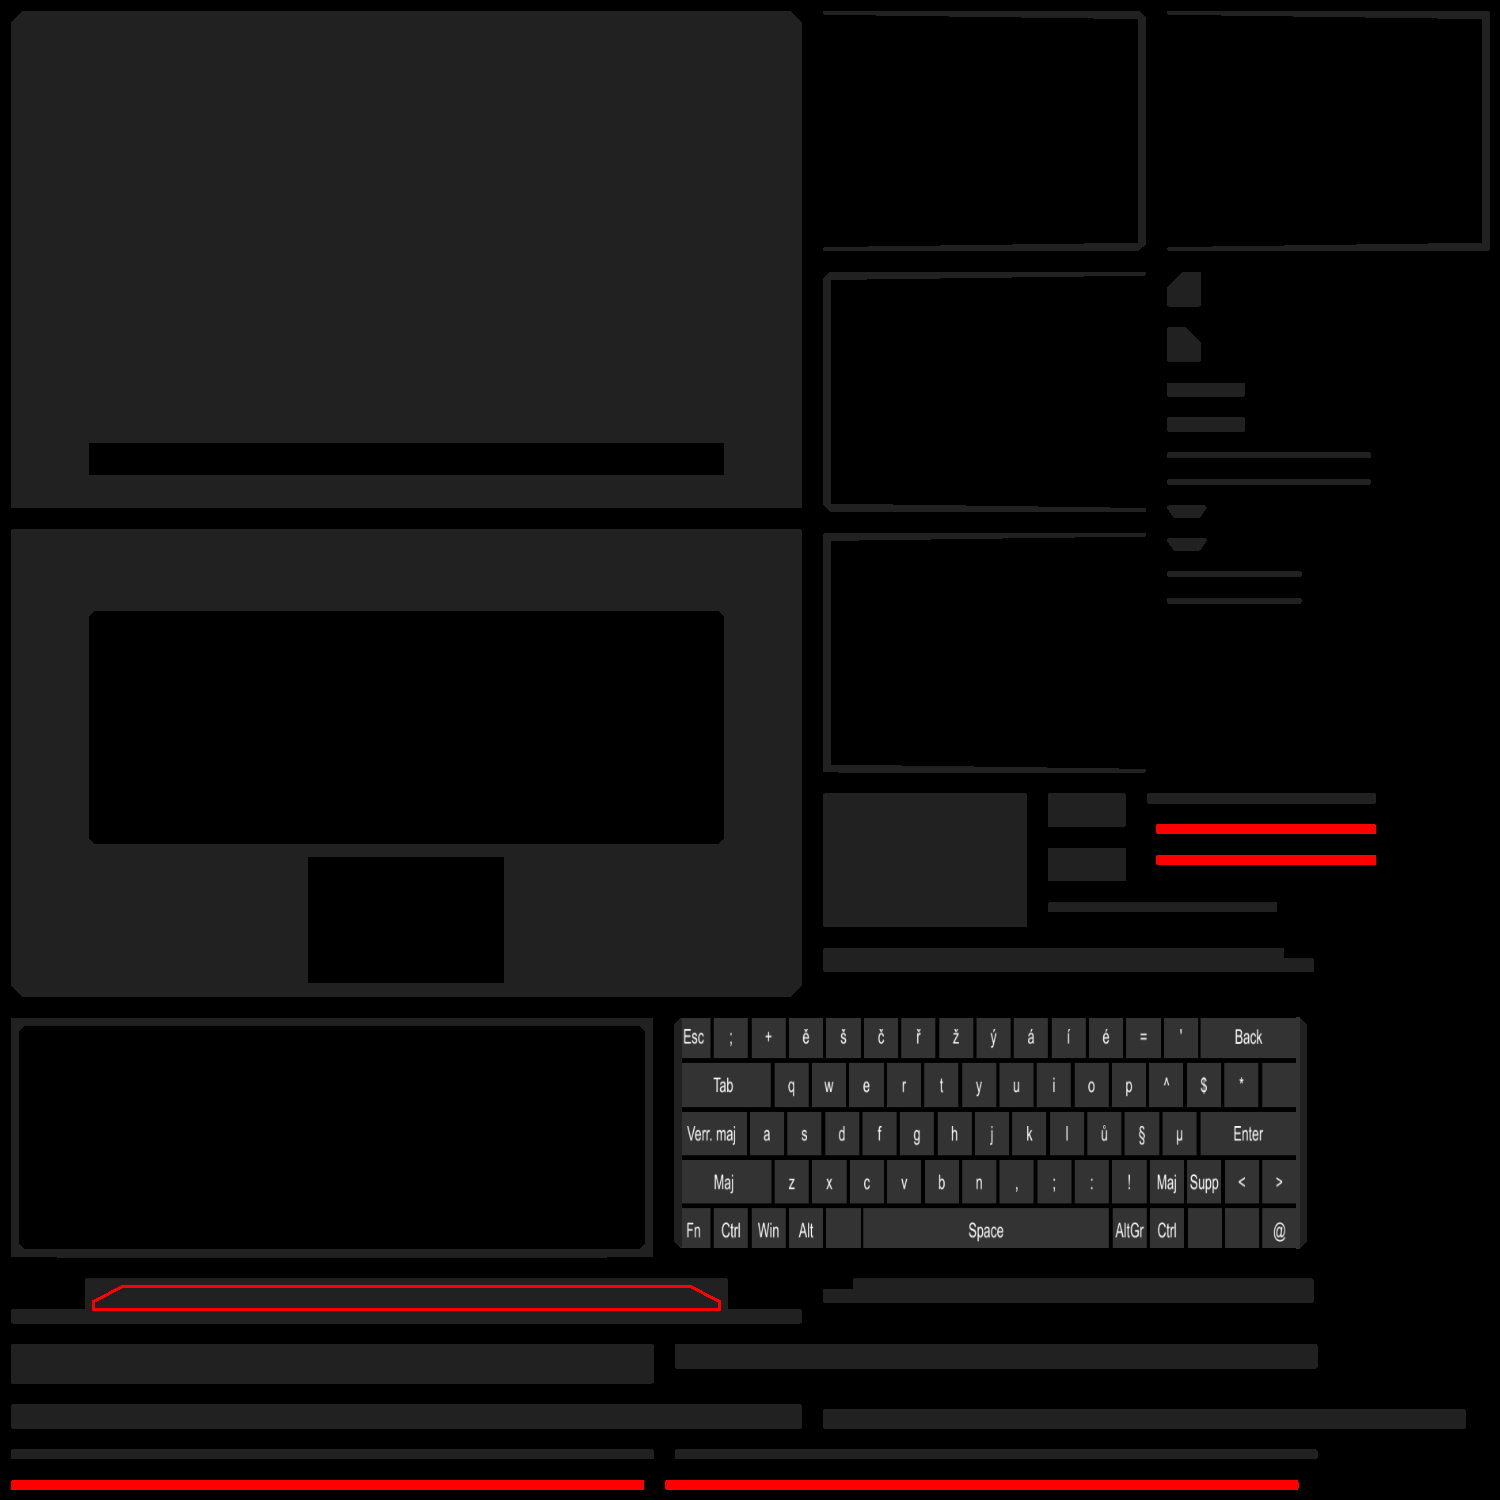 Esc ; + ě š č ř ž ý á í é = ' Back
Tab q w e r t y u i o p ^ $ *
Verr. maj a s d f g h j k l ů § µ Enter
Maj z x c v b n , ; : ! Maj Supp < >
Fn Ctrl Win Alt Space AltGr Ctrl @